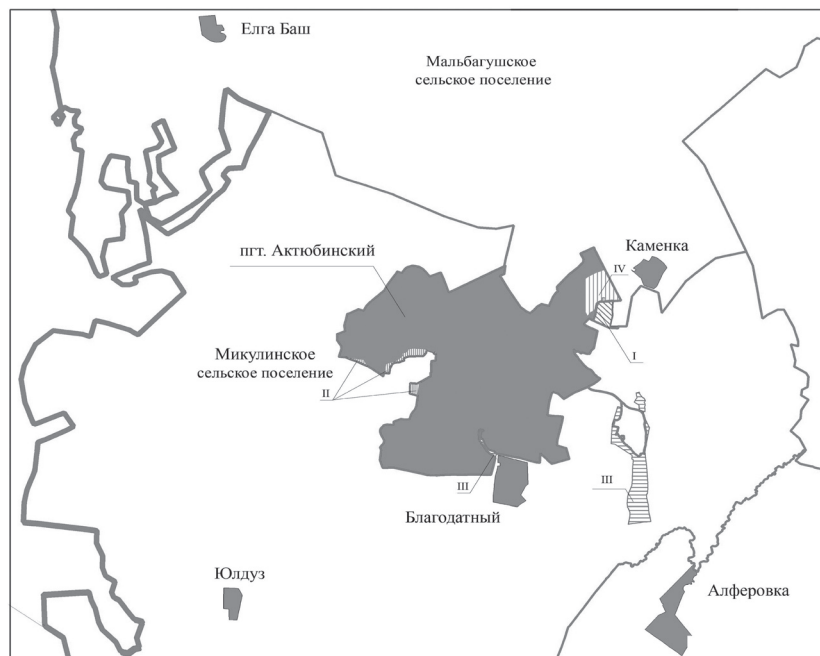 Елга Баш
Мальбагушское
сельское поселение
пгт. Актюбинский
Каменка
IV
Микулинское
сельское поселение
I
II
III
III
Благодатный
Юлдуз
Алферовка